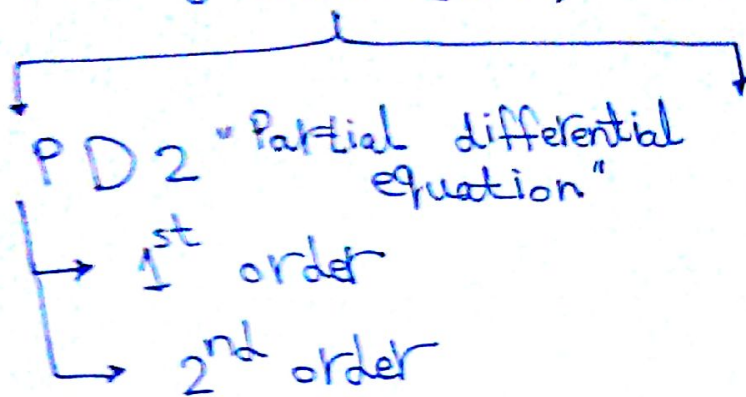 PD2 "Partial differential
equation"
1st order
2nd order